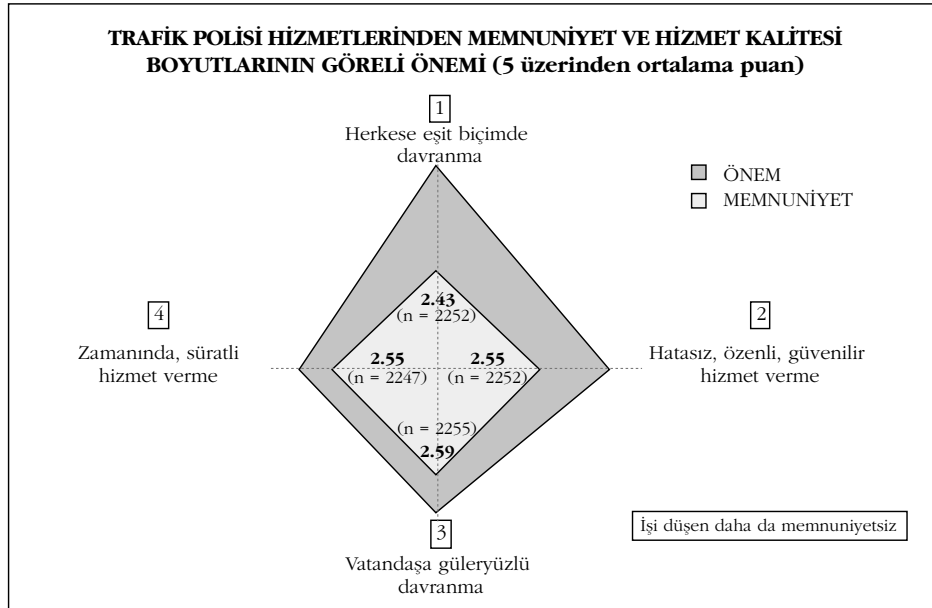 TRAFİK POLİSİ HİZMETLERİNDEN MEMNUNİYET VE HİZMET KALİTESİ
BOYUTLARININ GÖRELİ ÖNEMİ (5 üzerinden ortalama puan)
1
Herkese eşit biçimde
davranma
ÖNEM
MEMNUNİYET
2.43
(n = 2252)
4
Zamanında, süratli
hizmet verme
2.55
(n = 2247)
2.55
(n = 2252)
2
Hatasız, özenli, güvenilir
hizmet verme
(n = 2255)
2.59
3
Vatandaşa güleryüzlü
davranma
İşi düşen daha da memnuniyetsiz